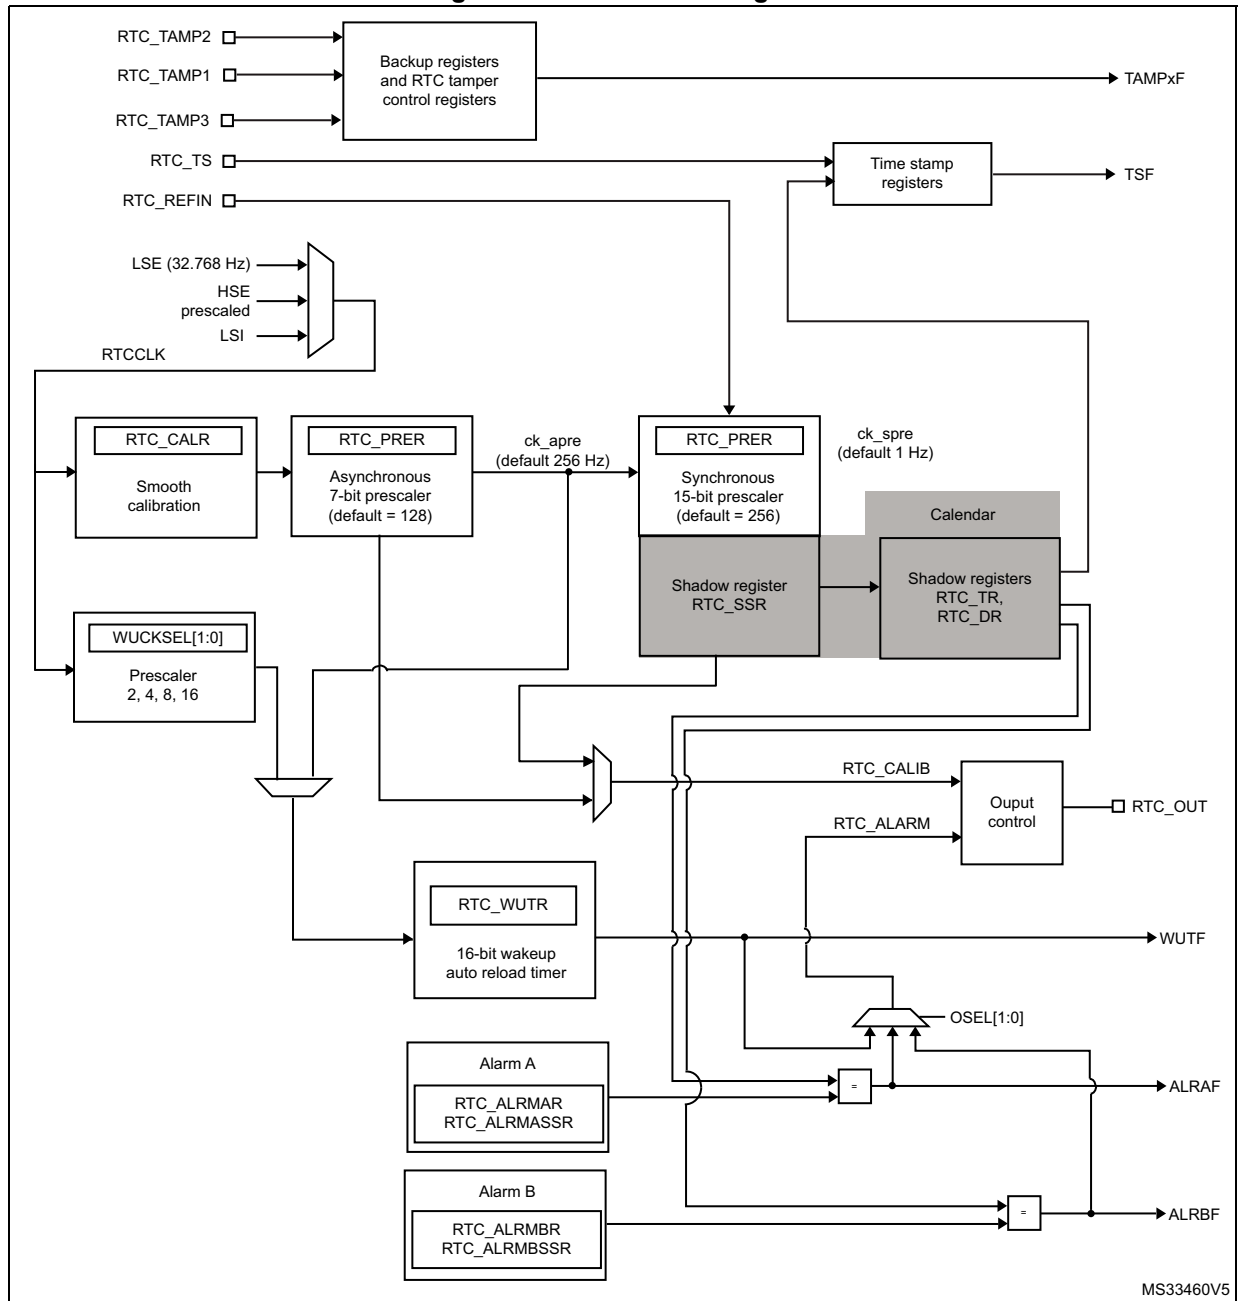 RTC_TAMP2
RTC_TAMP1
RTC_TAMP3
Backup registers
and RTC tamper
control registers
TAMPxF
RTC_TS
RTC_REFIN
Time stamp
registers
TSF
LSE (32.768 Hz)
HSE
prescaled
LSI
RTCCLK
RTC_CALR
Smooth
calibration
RTC_PRER
Asynchronous
7-bit prescaler
(default = 128)
ck_apre
(default 256 Hz)
RTC_PRER
Synchronous
15-bit prescaler
(default = 256)
ck_spre
(default 1 Hz)
Calendar
Shadow register
RTC_SSR
Shadow registers
RTC_TR,
RTC_DR
WUCKSEL[1:0]
Prescaler
2, 4, 8, 16
RTC_CALIB
RTC_ALARM
Ouput
control
RTC_OUT
RTC_WUTR
16-bit wakeup
auto reload timer
WUTF
OSEL[1:0]
Alarm A
RTC_ALRMAR
RTC_ALRMASSR
=
ALRAF
Alarm B
RTC_ALRMBR
RTC_ALRMBSSR
=
ALRBF
MS33460V5